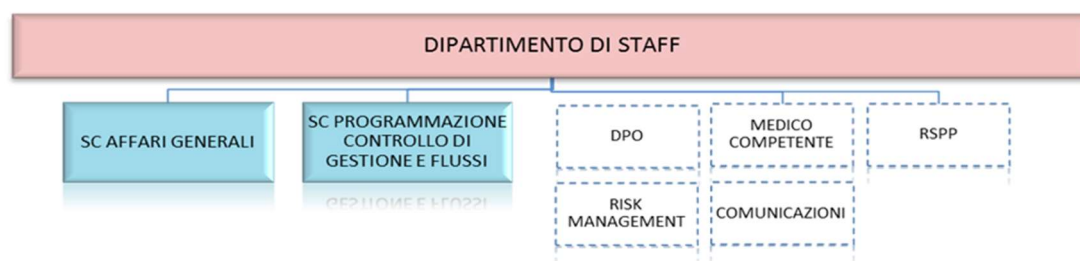 DIPARTIMENTO DI STAFF
SC AFFARI GENERALI
SC PROGRAMMAZIONE
CONTROLLO DI
GESTIONE E FLUSSI
DPO
MEDICO
COMPETENTE
RSPP
RISK
MANAGEMENT
COMUNICAZIONI